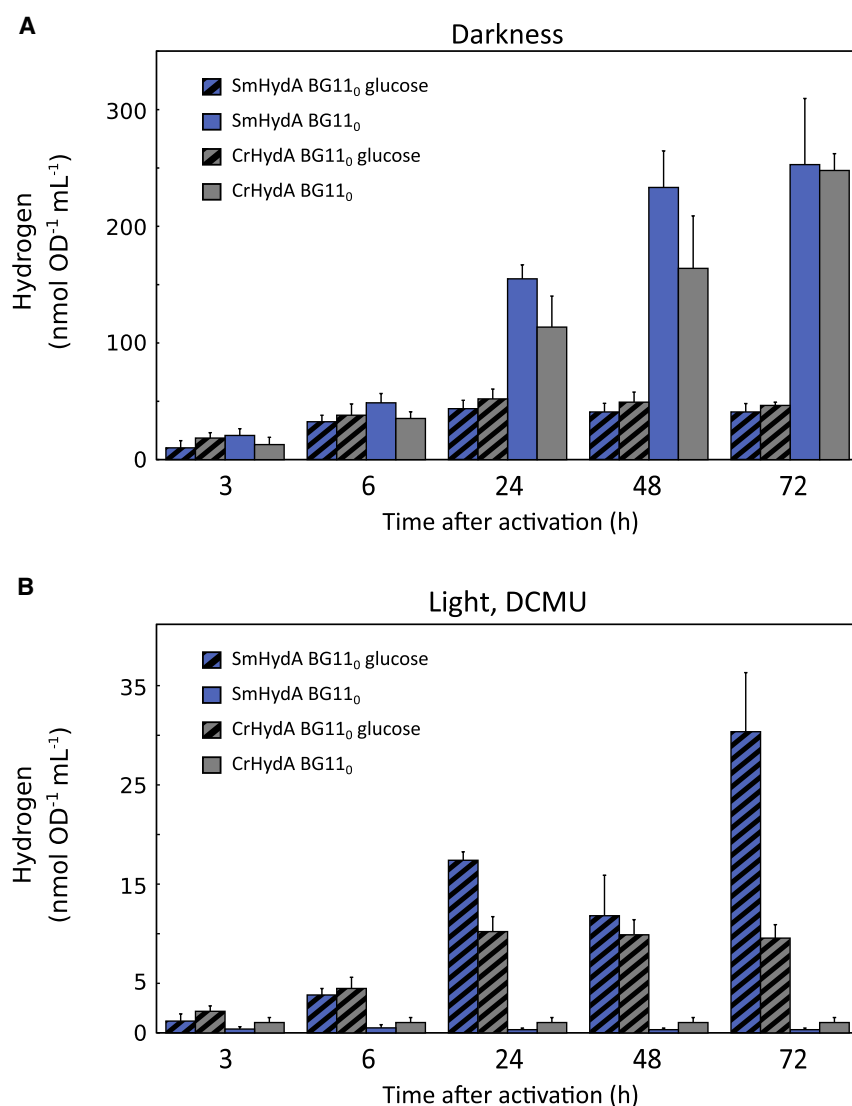 A
Darkness
SmHydA BG11₀ glucose
SmHydA BG11₀
CrHydA BG11₀ glucose
CrHydA BG11₀
Hydrogen
(nmol OD⁻¹ mL⁻¹)
300
200
100
0
3 6 24 48 72
Time after activation (h)
B
Light, DCMU
SmHydA BG11₀ glucose
SmHydA BG11₀
CrHydA BG11₀ glucose
CrHydA BG11₀
Hydrogen
(nmol OD⁻¹ mL⁻¹)
35
25
15
5
0
3 6 24 48 72
Time after activation (h)